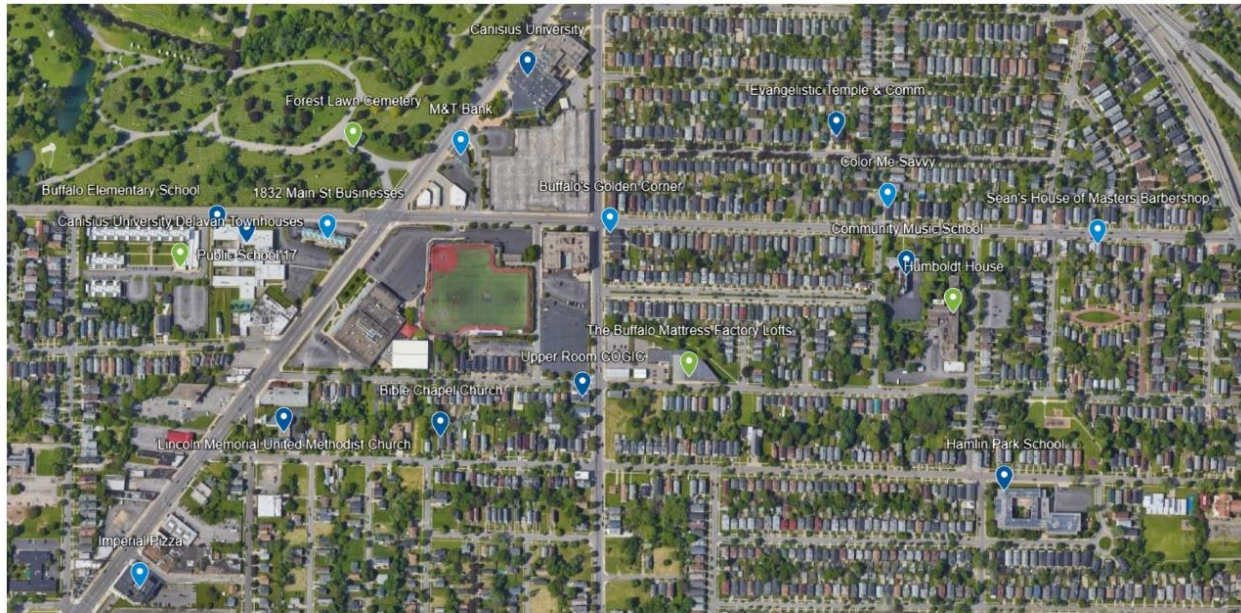 Canisius University
Evangelistic Temple & Comm
Forest Lawn Cemetery
M&T Bank
Color Me Savvy
Buffalo Elementary School
1832 Main St Businesses
Buffalo's Golden Corner
Sean's House of Masters Barbershop
Canisius University Delavan Townhouses
Community Music School
Public School 17
Humboldt House
The Buffalo Mattress Factory Lofts
Upper Room COGIC
Bible Chapel Church
Lincoln Memorial United Methodist Church
Hamlin Park School
Imperial Pizza